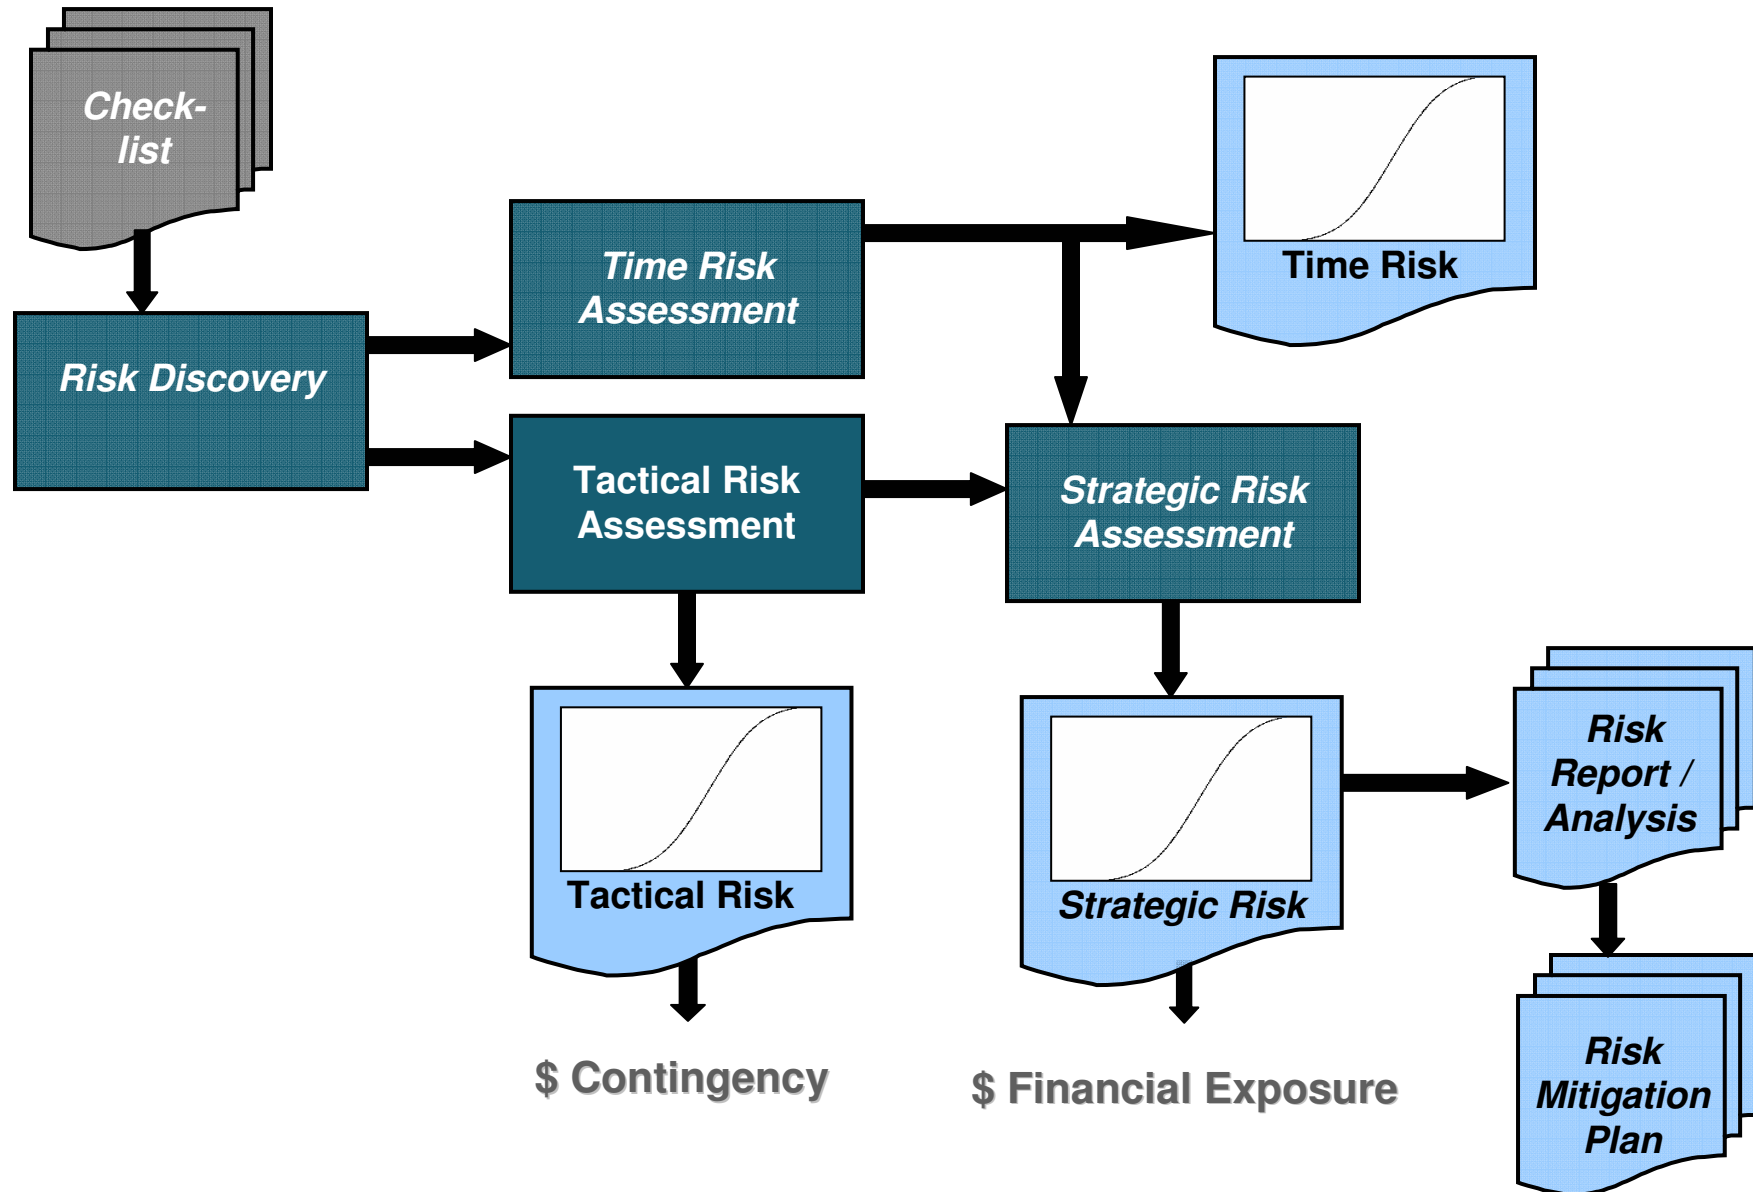 Check-
list
Time Risk
Time Risk
Assessment
Risk Discovery
Tactical Risk
Assessment
Strategic Risk
Assessment
Tactical Risk
Strategic Risk
Risk
Report /
Analysis
$ Contingency
$ Financial Exposure
Risk
Mitigation
Plan